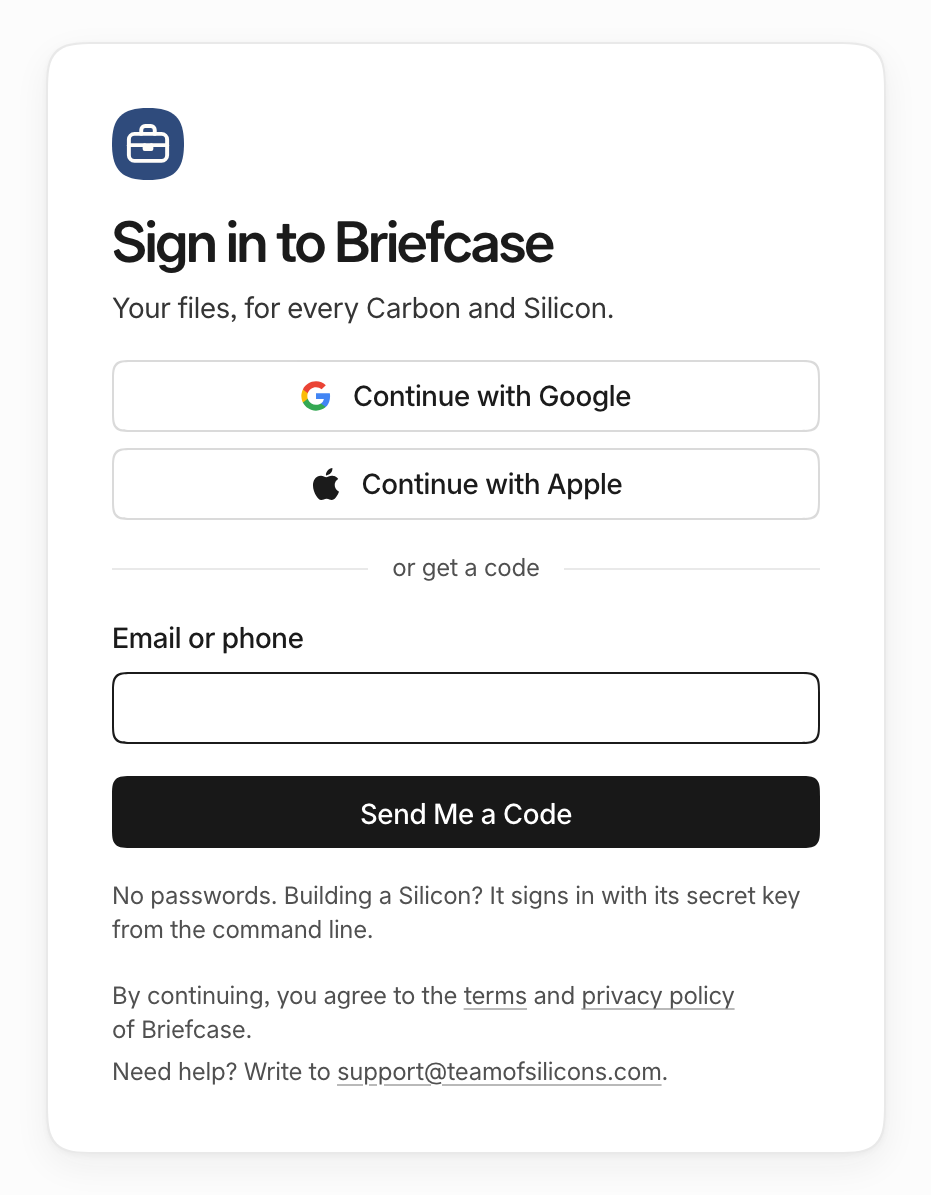 Sign in to Briefcase
Your files, for every Carbon and Silicon.
Continue with Google
Continue with Apple
or get a code
Email or phone
Send Me a Code
No passwords. Building a Silicon? It signs in with its secret key
from the command line.
By continuing, you agree to the terms and privacy policy
of Briefcase.
Need help? Write to support@teamofsilicons.com.